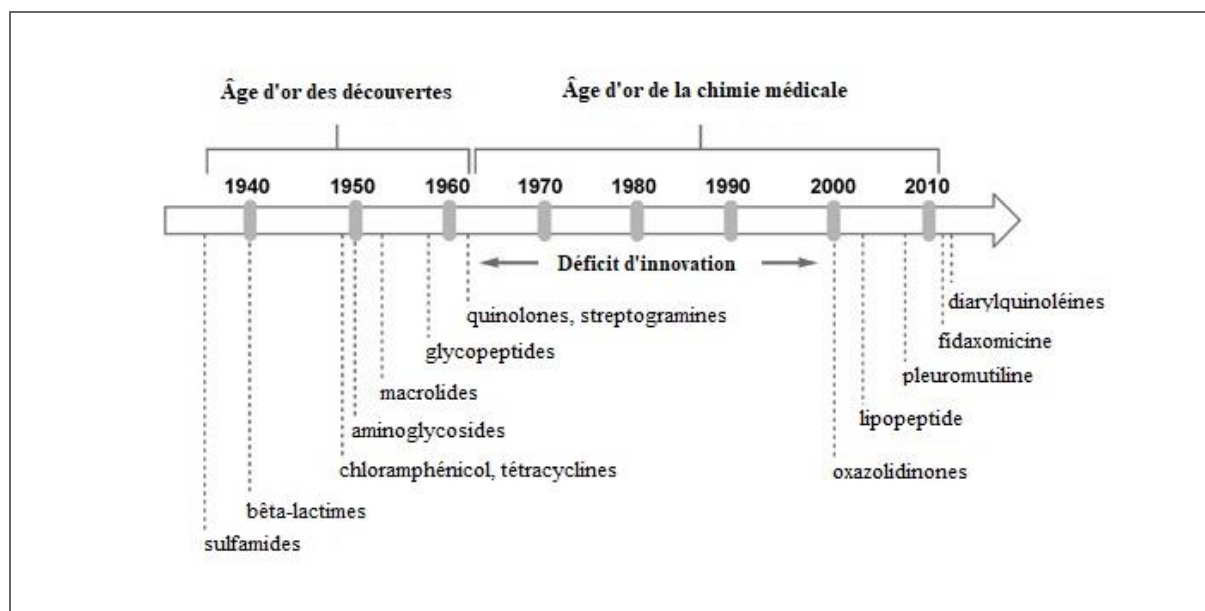 Âge d'or des découvertes
Âge d'or de la chimie médicale
1940 1950 1960 1970 1980 1990 2000 2010
Déficit d'innovation
diarylquinoléines
quinolones, streptogramines
fidaxomicine
glycopeptides
pleuromutiline
macrolides
lipopeptide
aminoglycosides
chloramphénicol, tétracyclines
oxazolidinones
bêta-lactimes
sulfamides